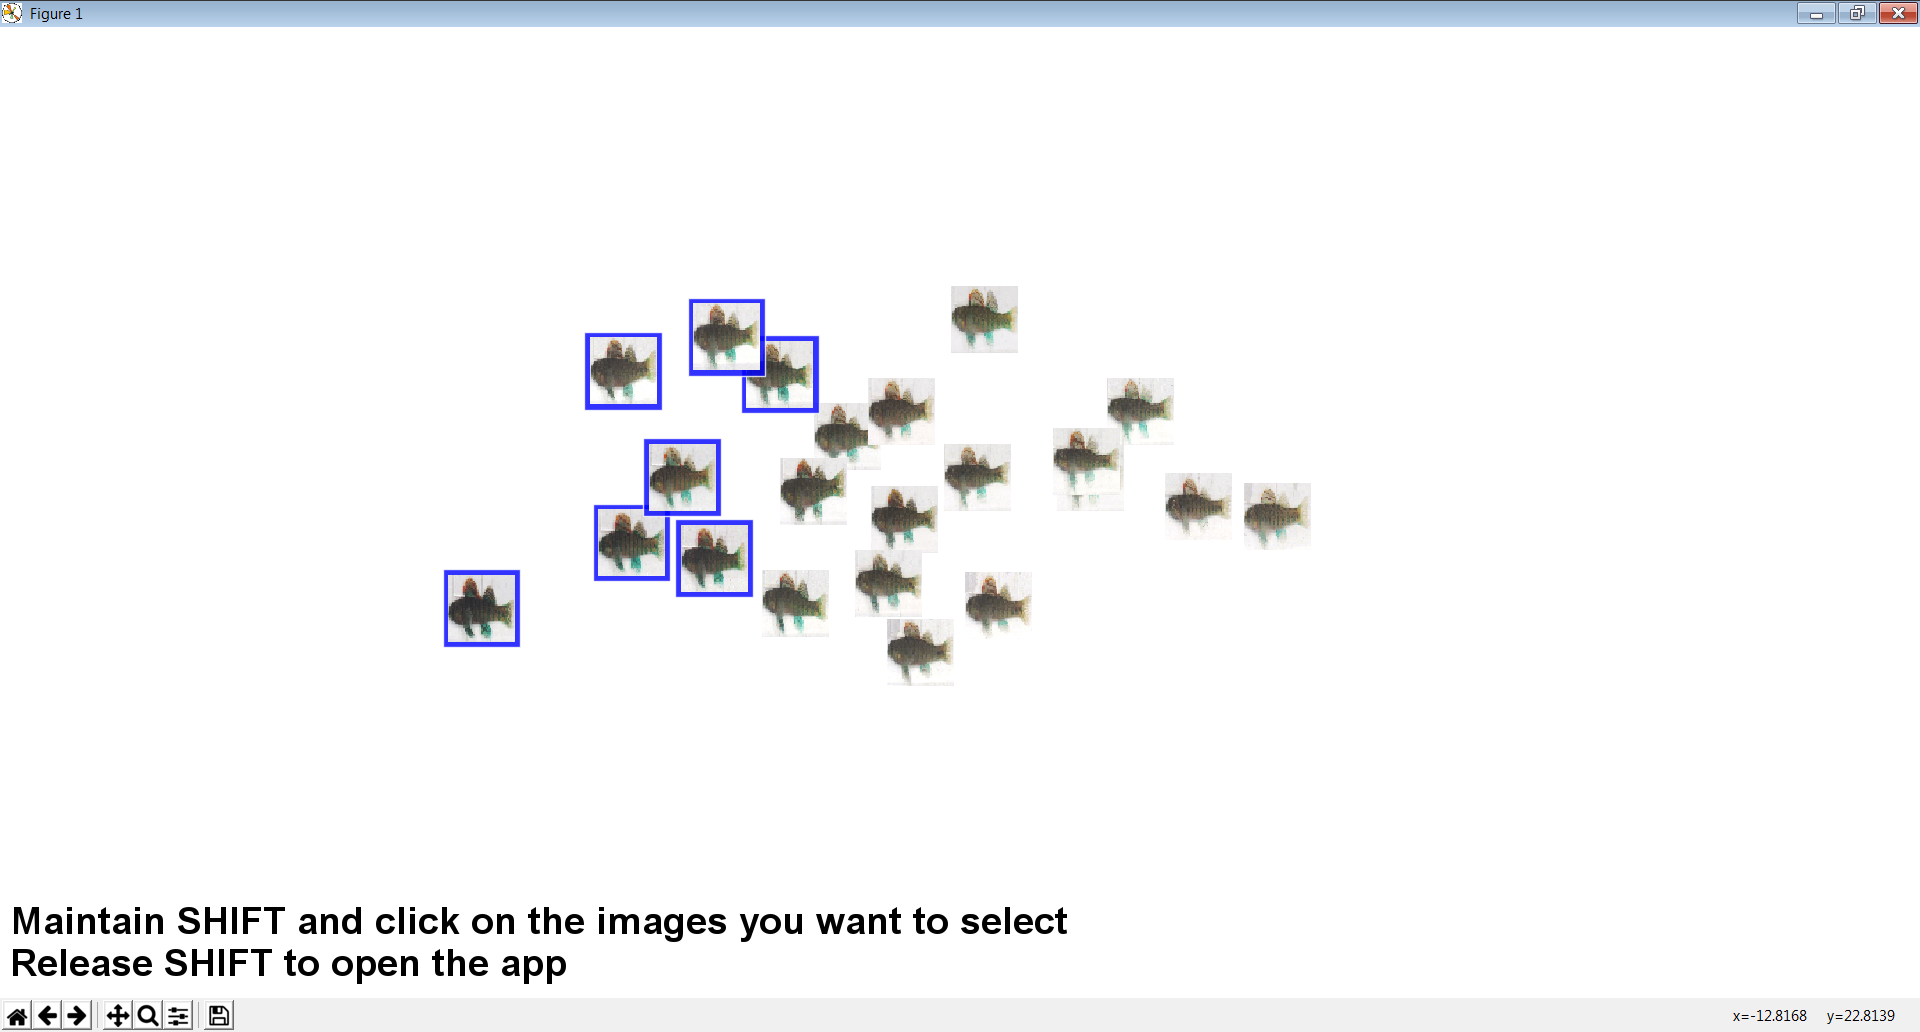 Figure 1
Maintain SHIFT and click on the images you want to select
Release SHIFT to open the app
x=-12.8168 y=22.8139